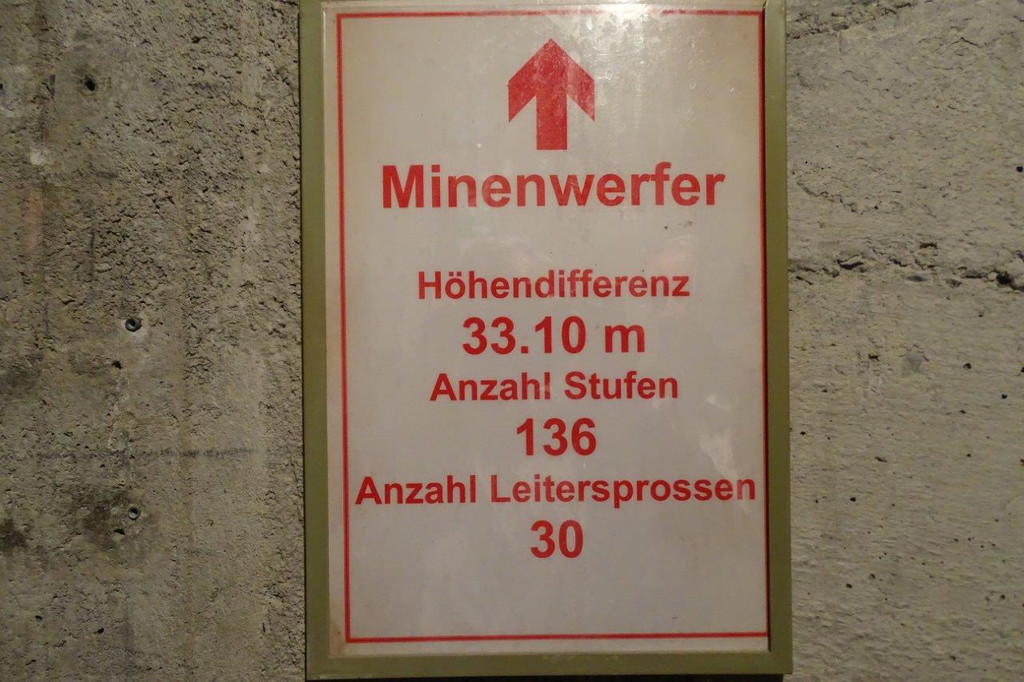 Minenwerfer
Höhendifferenz
33.10 m
Anzahl Stufen
136
Anzahl Leitersprossen
30